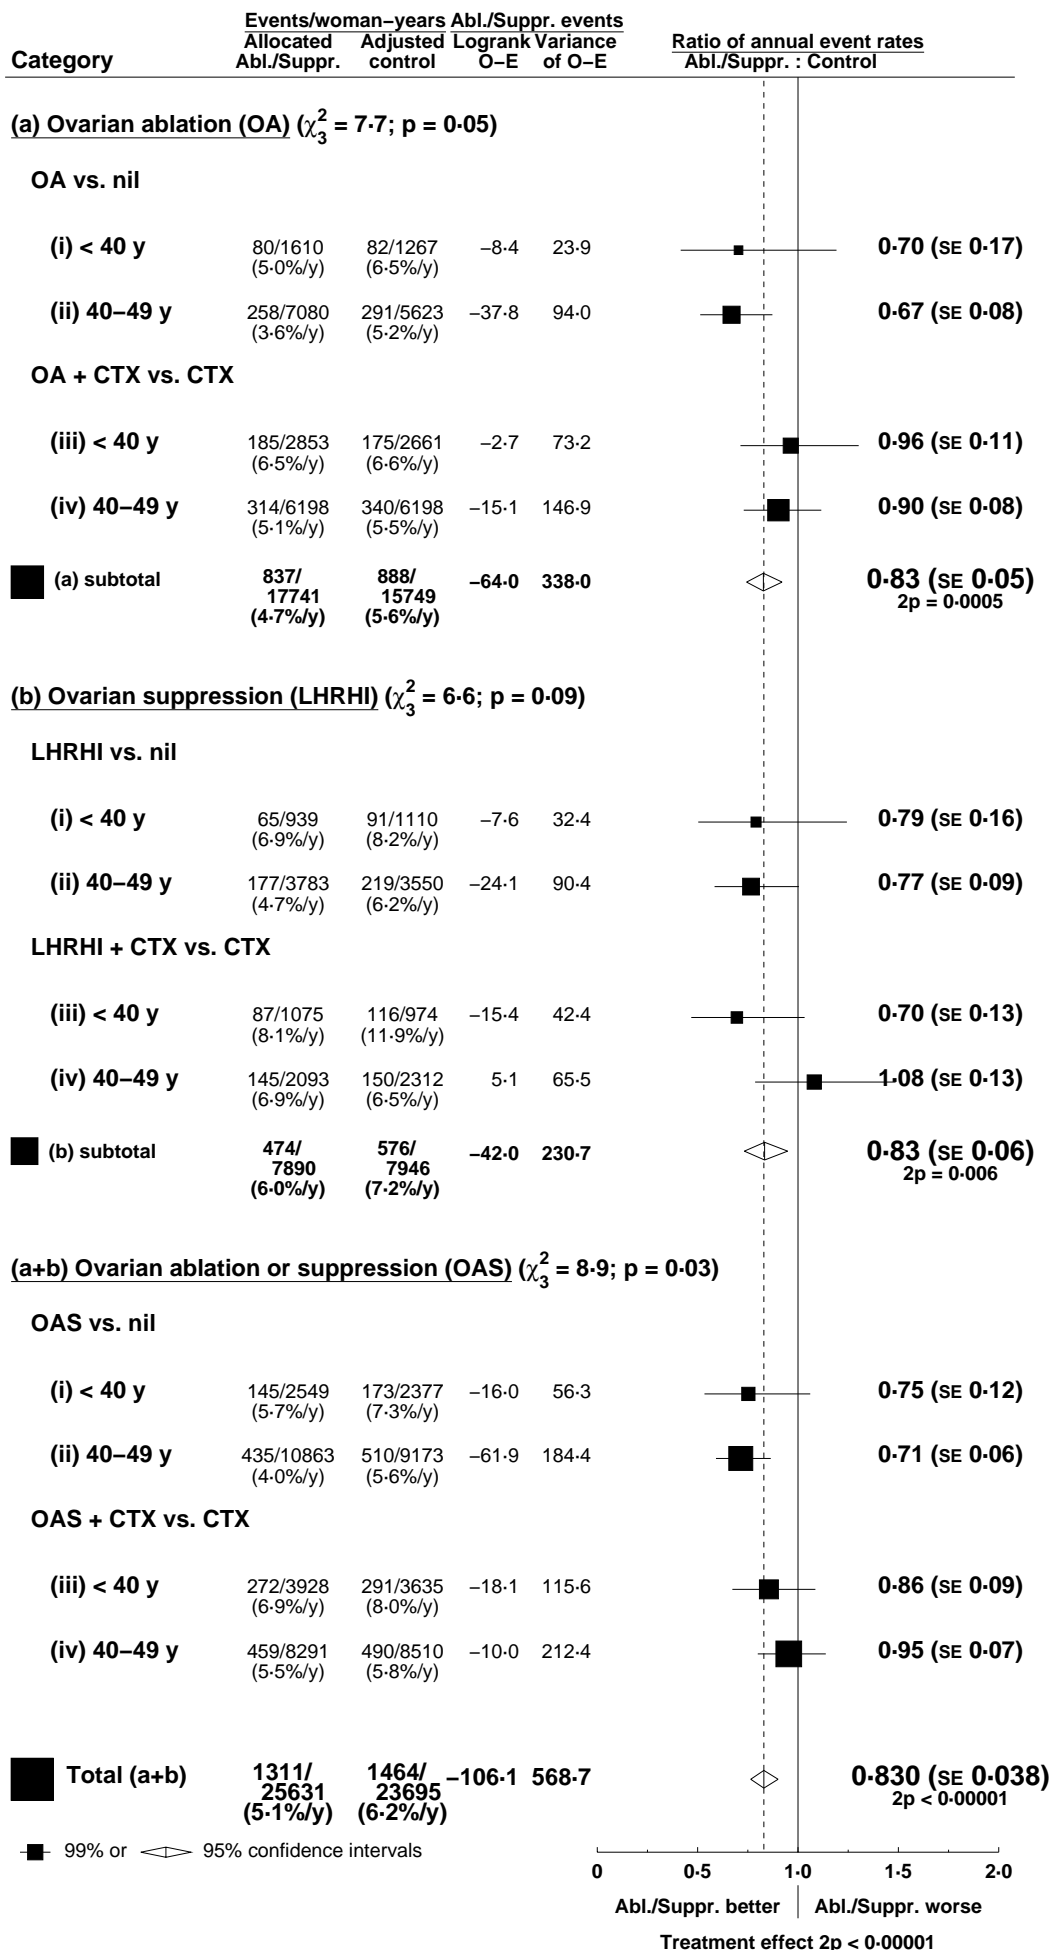 Events/woman–years Abl./Suppr. events
Category Allocated Abl./Suppr. Adjusted control Logrank O–E Variance of O–E Ratio of annual event rates Abl./Suppr. : Control
(a) Ovarian ablation (OA) (χ²₃ = 7·7; p = 0·05)
OA vs. nil
(i) < 40 y 80/1610 82/1267 –8·4 23·9 0·70 (SE 0·17)
(5·0%/y) (6·5%/y)
(ii) 40–49 y 258/7080 291/5623 –37·8 94·0 0·67 (SE 0·08)
(3·6%/y) (5·2%/y)
OA + CTX vs. CTX
(iii) < 40 y 185/2853 175/2661 –2·7 73·2 0·96 (SE 0·11)
(6·5%/y) (6·6%/y)
(iv) 40–49 y 314/6198 340/6198 –15·1 146·9 0·90 (SE 0·08)
(5·1%/y) (5·5%/y)
(a) subtotal 837/ 888/ –64·0 338·0 0·83 (SE 0·05)
17741 15749 2p = 0·0005
(4·7%/y) (5·6%/y)
(b) Ovarian suppression (LHRHI) (χ²₃ = 6·6; p = 0·09)
LHRHI vs. nil
(i) < 40 y 65/939 91/1110 –7·6 32·4 0·79 (SE 0·16)
(6·9%/y) (8·2%/y)
(ii) 40–49 y 177/3783 219/3550 –24·1 90·4 0·77 (SE 0·09)
(4·7%/y) (6·2%/y)
LHRHI + CTX vs. CTX
(iii) < 40 y 87/1075 116/974 –15·4 42·4 0·70 (SE 0·13)
(8·1%/y) (11·9%/y)
(iv) 40–49 y 145/2093 150/2312 5·1 65·5 1·08 (SE 0·13)
(6·9%/y) (6·5%/y)
(b) subtotal 474/ 576/ –42·0 230·7 0·83 (SE 0·06)
7890 7946 2p = 0·006
(6·0%/y) (7·2%/y)
(a+b) Ovarian ablation or suppression (OAS) (χ²₃ = 8·9; p = 0·03)
OAS vs. nil
(i) < 40 y 145/2549 173/2377 –16·0 56·3 0·75 (SE 0·12)
(5·7%/y) (7·3%/y)
(ii) 40–49 y 435/10863 510/9173 –61·9 184·4 0·71 (SE 0·06)
(4·0%/y) (5·6%/y)
OAS + CTX vs. CTX
(iii) < 40 y 272/3928 291/3635 –18·1 115·6 0·86 (SE 0·09)
(6·9%/y) (8·0%/y)
(iv) 40–49 y 459/8291 490/8510 –10·0 212·4 0·95 (SE 0·07)
(5·5%/y) (5·8%/y)
Total (a+b) 1311/ 1464/ –106·1 568·7 0·830 (SE 0·038)
25631 23695 2p < 0·00001
(5·1%/y) (6·2%/y)
99% or 95% confidence intervals
0 0·5 1·0 1·5 2·0
Abl./Suppr. better Abl./Suppr. worse
Treatment effect 2p < 0·00001